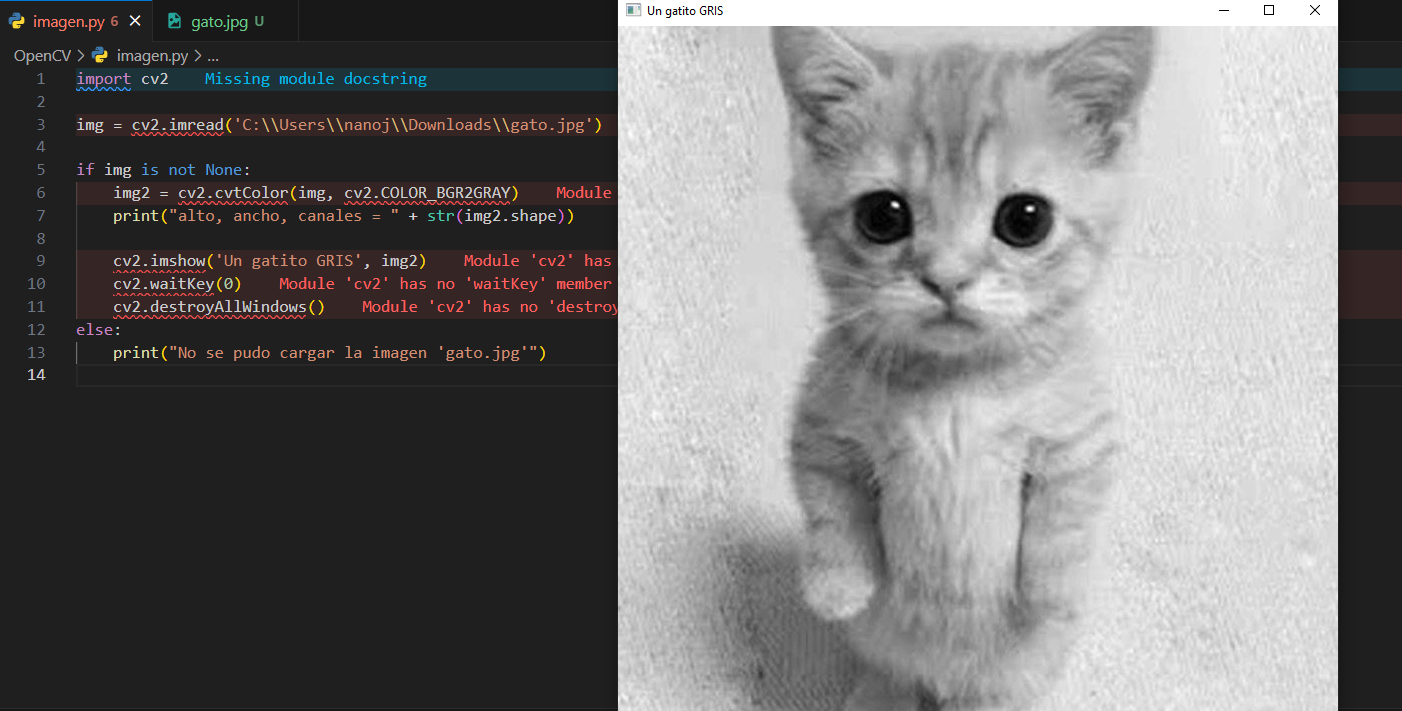 imagen.py 6
gato.jpg U
OpenCV > imagen.py > ...
1 import cv2 Missing module docstring
2
3 img = cv2.imread('C:\\Users\\nanoj\\Downloads\\gato.jpg')
4
5 if img is not None:
6 img2 = cv2.cvtColor(img, cv2.COLOR_BGR2GRAY) Module
7 print("alto, ancho, canales = " + str(img2.shape))
8
9 cv2.imshow('Un gatito GRIS', img2) Module 'cv2' has
10 cv2.waitKey(0) Module 'cv2' has no 'waitKey' member
11 cv2.destroyAllWindows() Module 'cv2' has no 'destroy
12 else:
13 print("No se pudo cargar la imagen 'gato.jpg'")
14
Un gatito GRIS